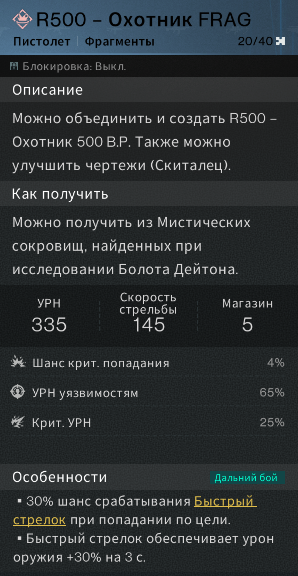 R500 – Охотник FRAG
Пистолет | Фрагменты 20/40
Блокировка: Выкл.
Описание
Можно объединить и создать R500 –
Охотник 500 B.P. Также можно
улучшить чертежи (Скиталец).
Как получить
Можно получить из Мистических
сокровищ, найденных при
исследовании Болота Дейтона.
УРН
335
Скорость
стрельбы
145
Магазин
5
Шанс крит. попадания 4%
УРН уязвимостям 65%
Крит. УРН 25%
Особенности Дальний бой
▪ 30% шанс срабатывания Быстрый
стрелок при попадании по цели.
▪ Быстрый стрелок обеспечивает урон
оружия +30% на 3 с.